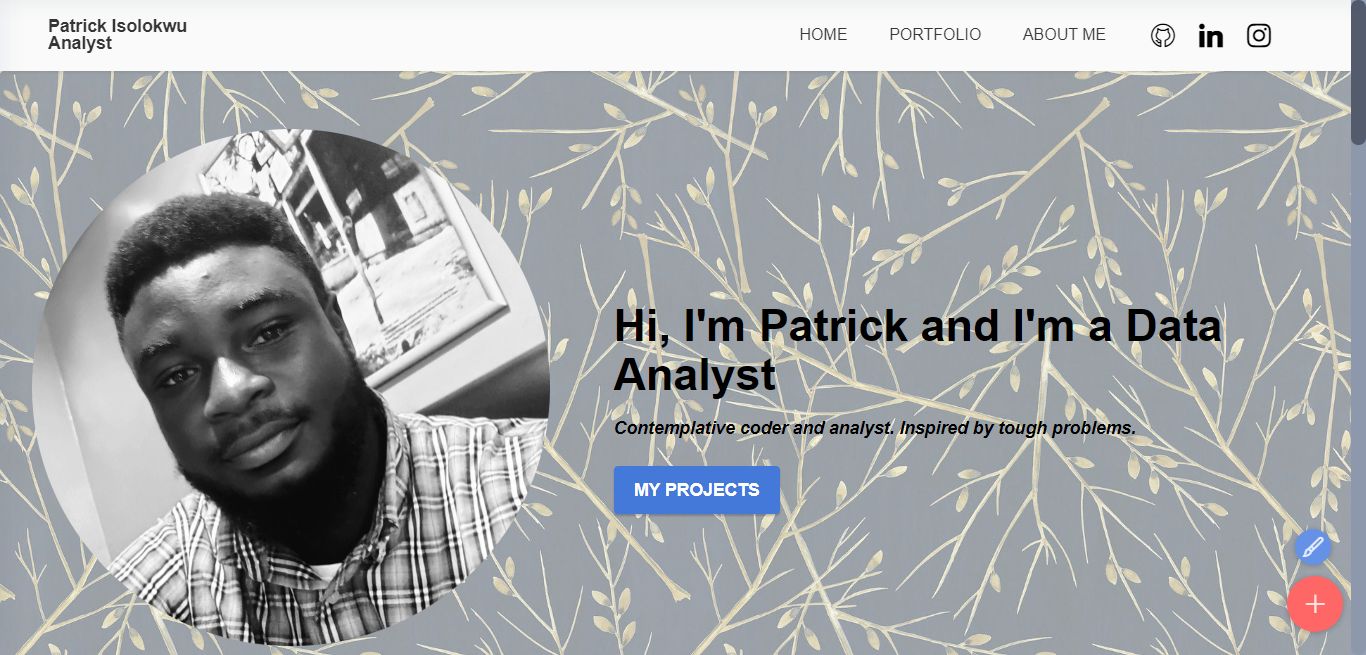 Patrick Isolokwu
Analyst
HOME
PORTFOLIO
ABOUT ME
in
Hi, I'm Patrick and I'm a Data
Analyst
Contemplative coder and analyst. Inspired by tough problems.
MY PROJECTS